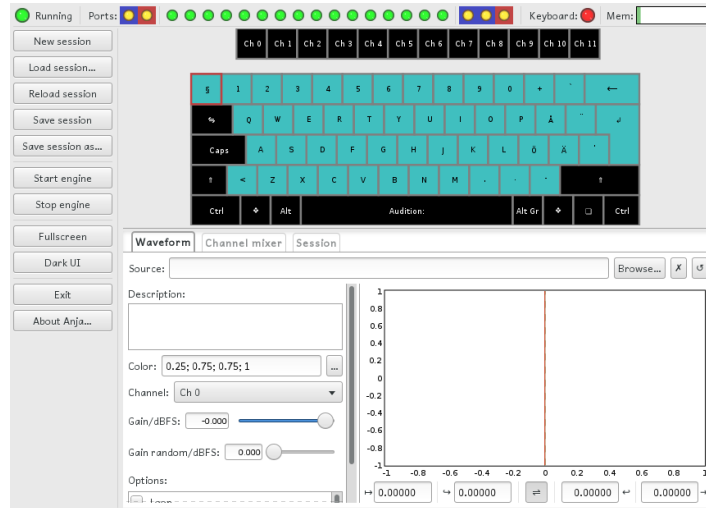 Running Ports: Keyboard: Mem:
New session
Load session...
Reload session
Save session
Save session as...
Start engine
Stop engine
Fullscreen
Dark UI
Exit
About Anja...
Ch 0 Ch 1 Ch 2 Ch 3 Ch 4 Ch 5 Ch 6 Ch 7 Ch 8 Ch 9 Ch 10 Ch 11
§ 1 2 3 4 5 6 7 8 9 0 + ´ ←
↹ Q W E R T Y U I O P Å ¨ ↲
Caps A S D F G H J K L Ö Ä '
⇧ < Z X C V B N M , . - ⇧
Ctrl ❖ Alt Audition: Alt Gr ❖ Ctrl
Waveform Channel mixer Session
Source: Browse... ✗ ↺
Description:
Color: 0.25; 0.75; 0.75; 1 ...
Channel: Ch 0
Gain/dBFS: -0.000
Gain random/dBFS: 0.000
Options:
Loop
1
0.8
0.6
0.4
0.2
0
-0.2
-0.4
-0.6
-0.8
-1
-1 -0.8 -0.6 -0.4 -0.2 0 0.2 0.4 0.6 0.8 1
↦ 0.00000 ↪ 0.00000 ⇌ 0.00000 ↩ 0.00000